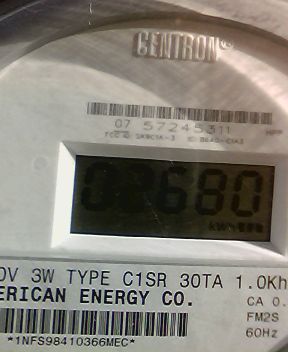 CENTRON®
07 57245311
02680
kWh
0V 3W TYPE C1SR 30TA 1.0Kh
ERICAN ENERGY CO.
CA 0.
FM2S
60Hz
*1NFS98410366MEC*